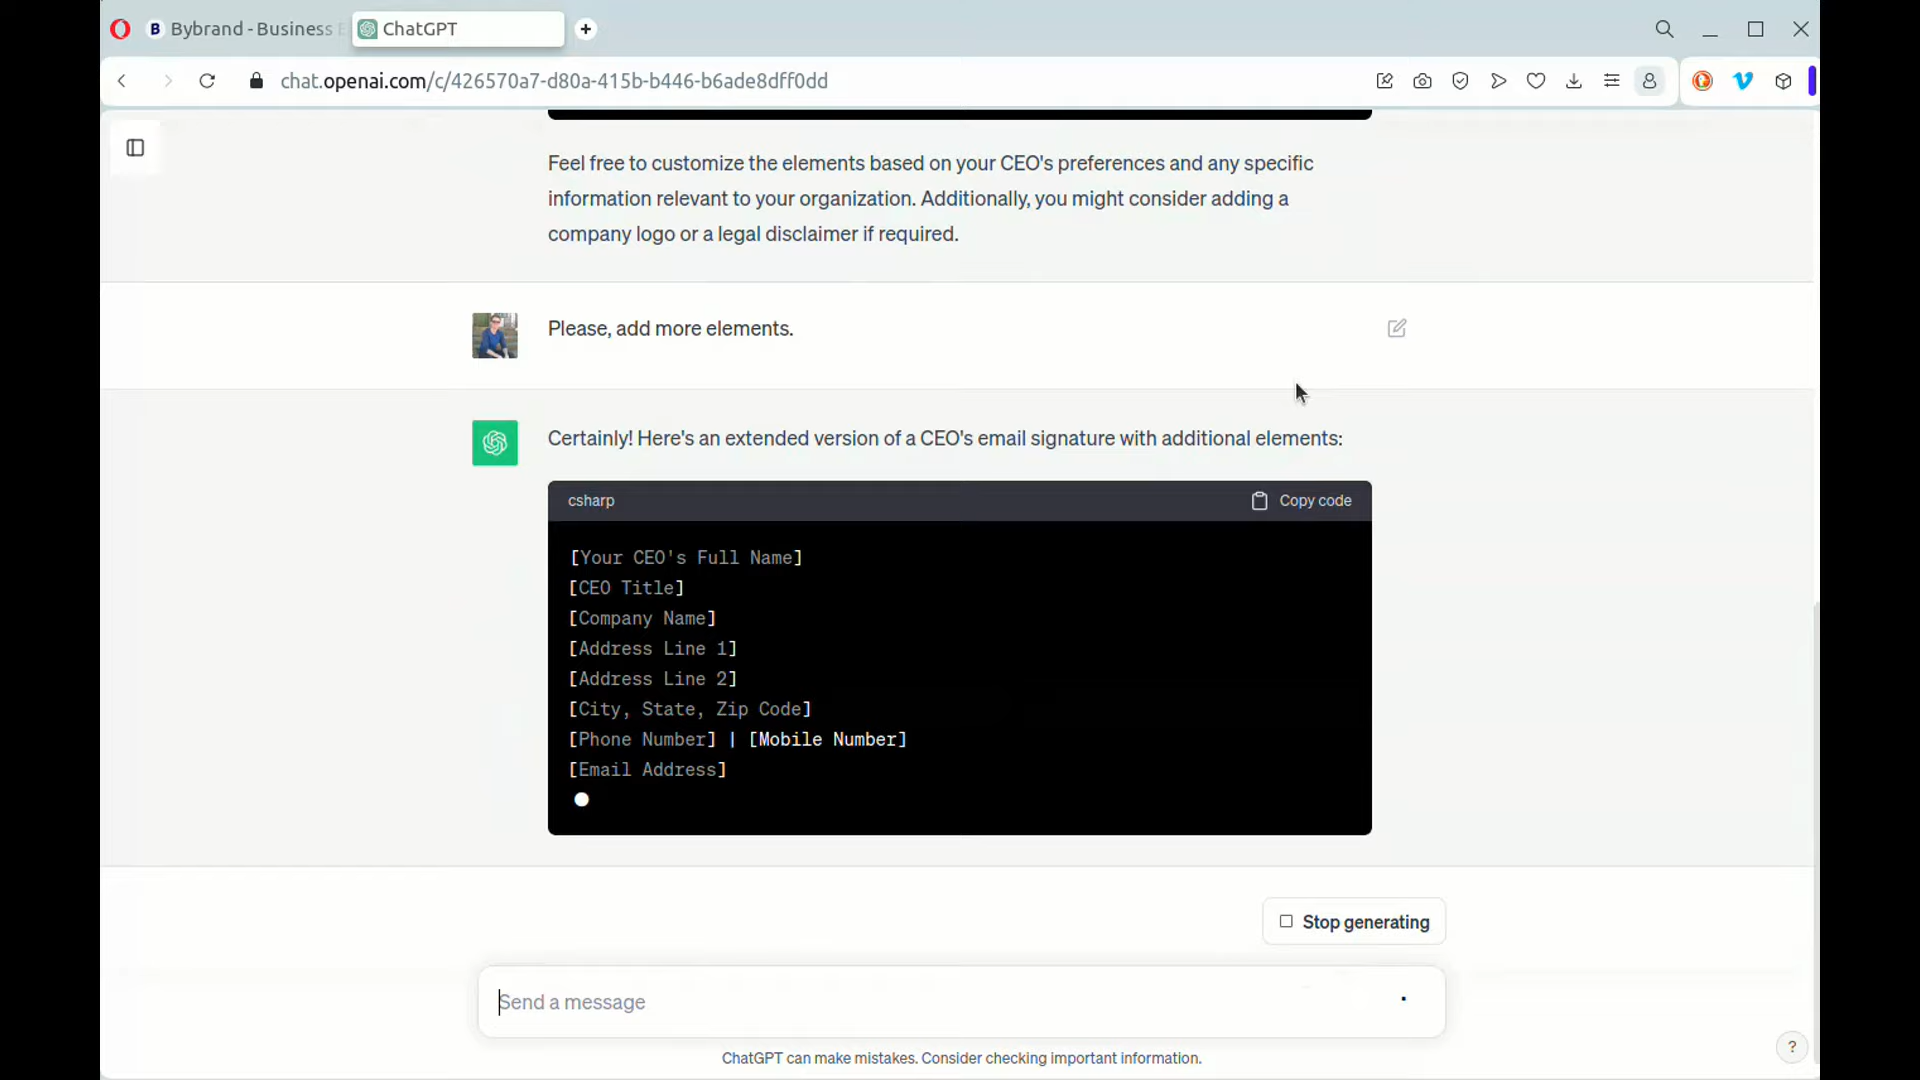 Bybrand - Business
ChatGPT
chat.openai.com/c/426570a7-d80a-415b-b446-b6ade8dff0dd
Feel free to customize the elements based on your CEO's preferences and any specific
information relevant to your organization. Additionally, you might consider adding a
company logo or a legal disclaimer if required.
Please, add more elements.
Certainly! Here's an extended version of a CEO's email signature with additional elements:
csharp
Copy code
[Your CEO's Full Name]
[CEO Title]
[Company Name]
[Address Line 1]
[Address Line 2]
[City, State, Zip Code]
[Phone Number] | [Mobile Number]
[Email Address]
Stop generating
Send a message
ChatGPT can make mistakes. Consider checking important information.
?